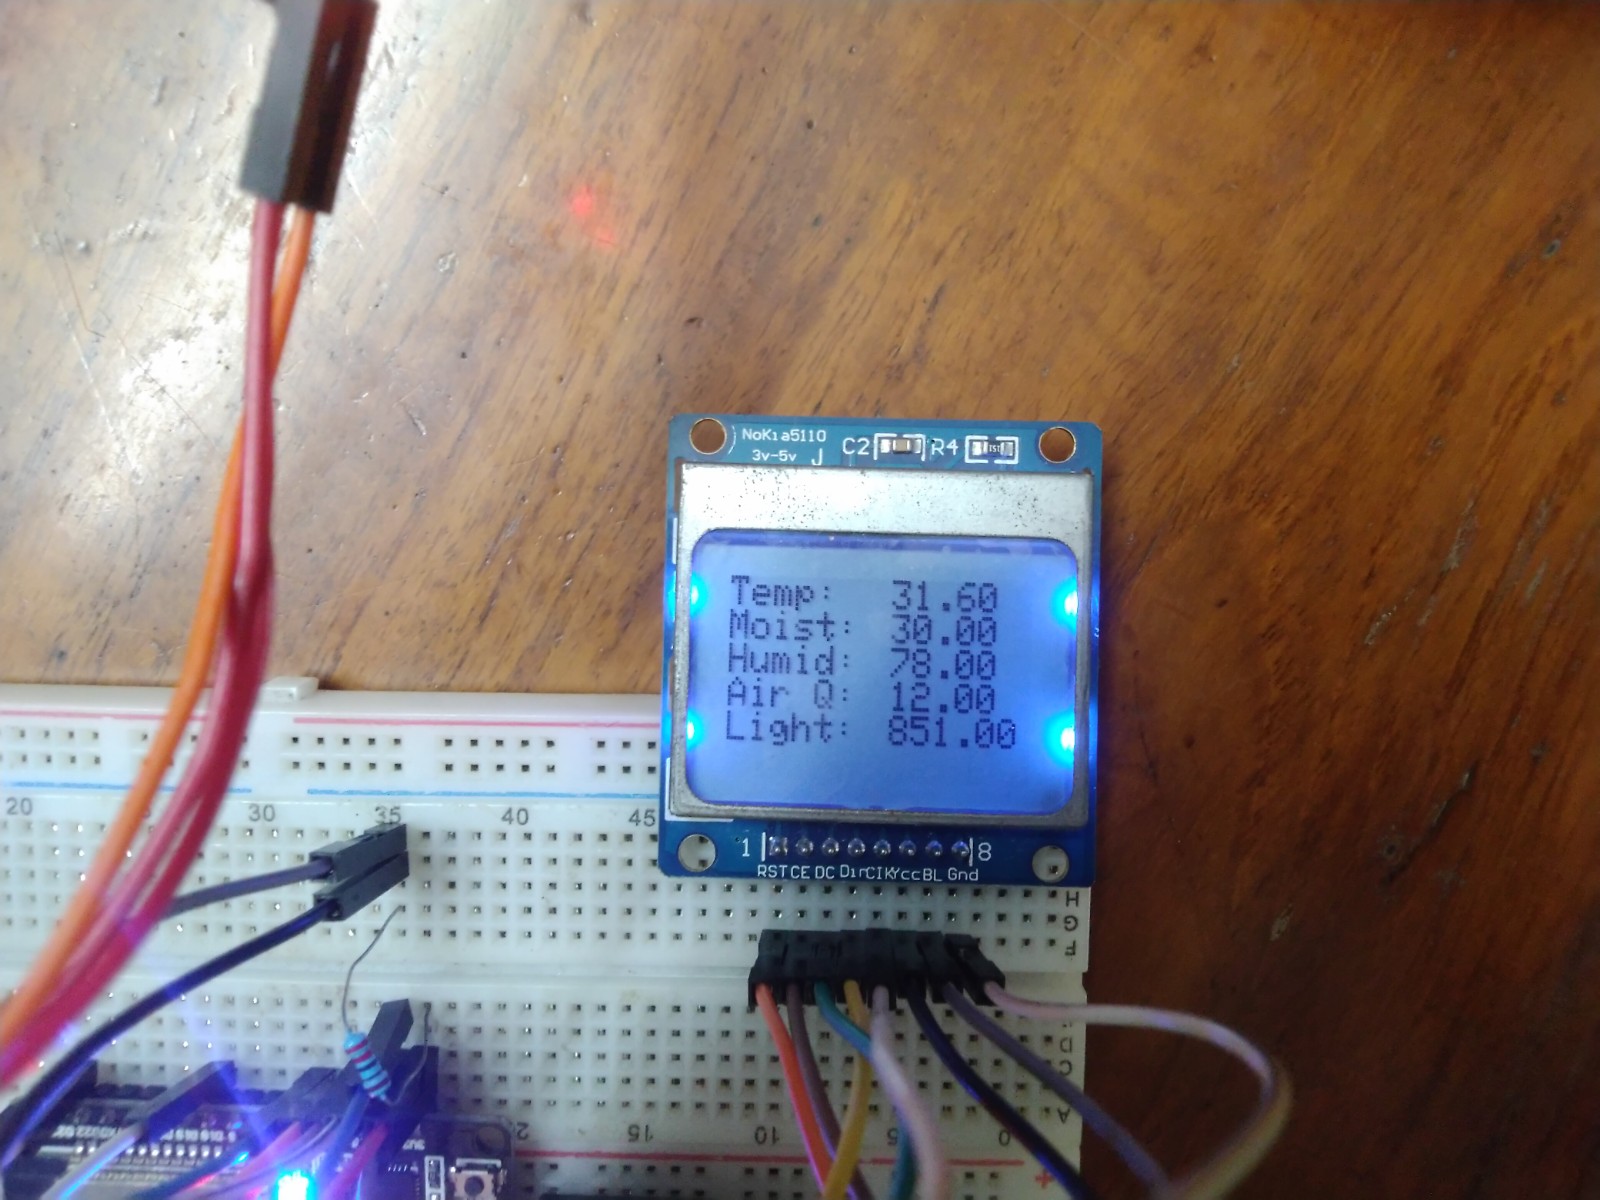 NoKia5110
3v-5v J C2 R4
Temp: 31.60
Moist: 30.00
Humid: 78.00
Air Q: 12.00
Light: 851.00
20 30 35 40 45
1 8
RST CE DC Din Clk Vcc BL Gnd
H
G
F
D
C
A
15 10 5 0
+